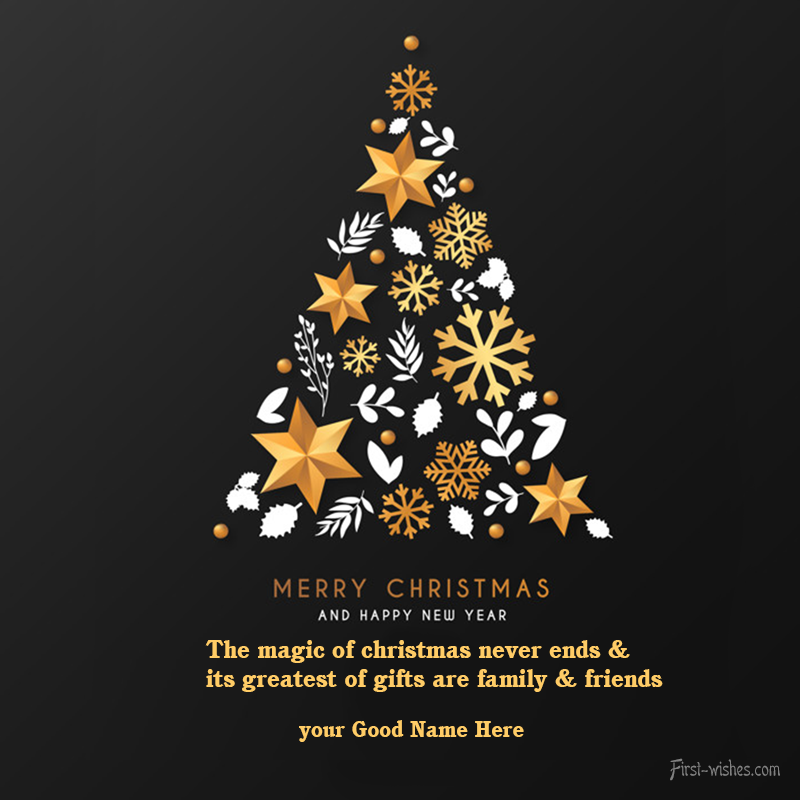 MERRY CHRISTMAS
AND HAPPY NEW YEAR
The magic of christmas never ends &
its greatest of gifts are family & friends
your Good Name Here
First-wishes.com